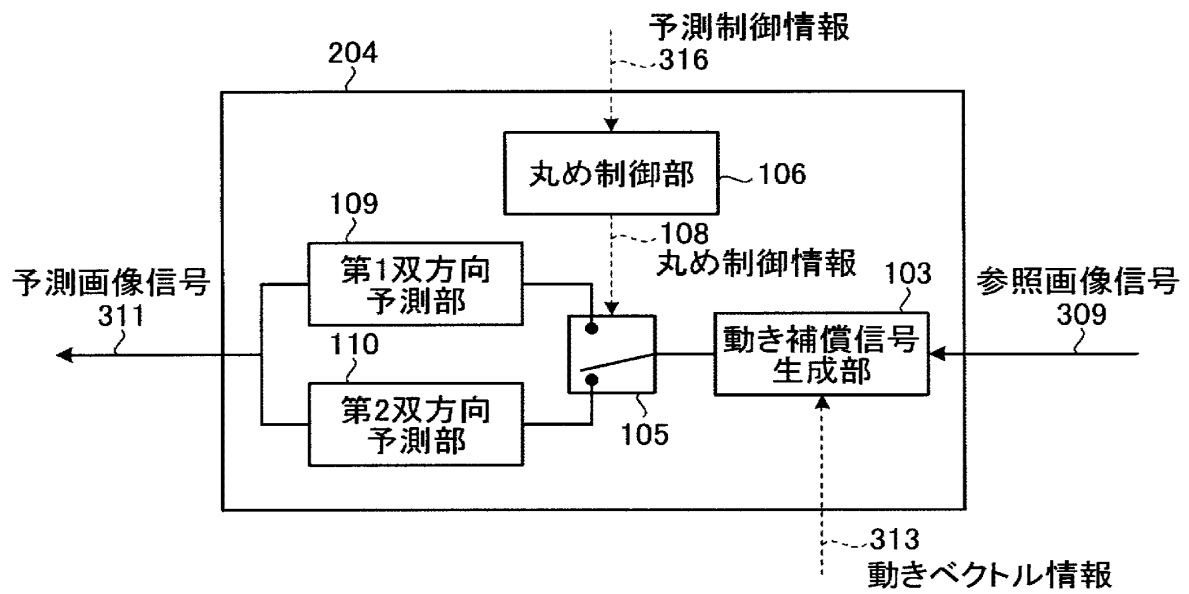 予測制御情報
316
204
丸め制御部
106
108
丸め制御情報
109
第1双方向
予測部
予測画像信号
311
103
動き補償信号
生成部
参照画像信号
309
110
第2双方向
予測部
105
313
動きベクトル情報